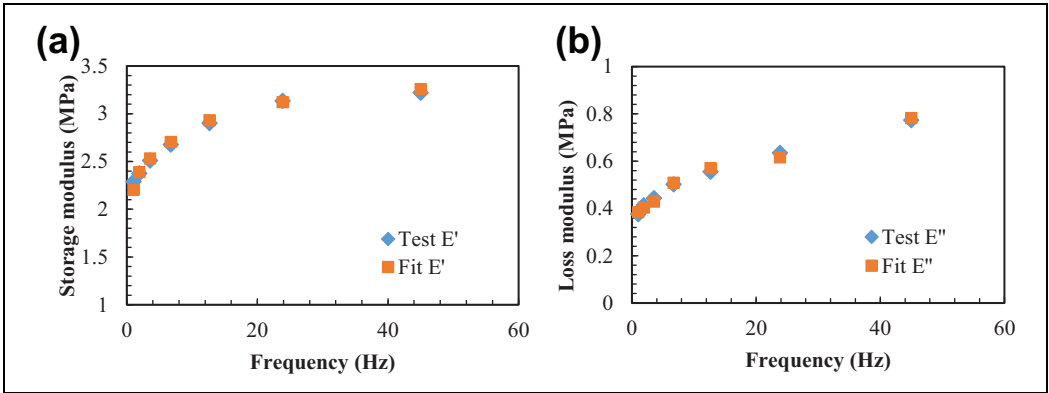 (a)
3.5
3
2.5
2
1.5
1
Storage modulus (MPa)
Test E'
Fit E'
0
20
40
60
Frequency (Hz)
(b)
1
0.8
0.6
0.4
0.2
0
Loss modulus (MPa)
Test E"
Fit E"
0
20
40
60
Frequency (Hz)